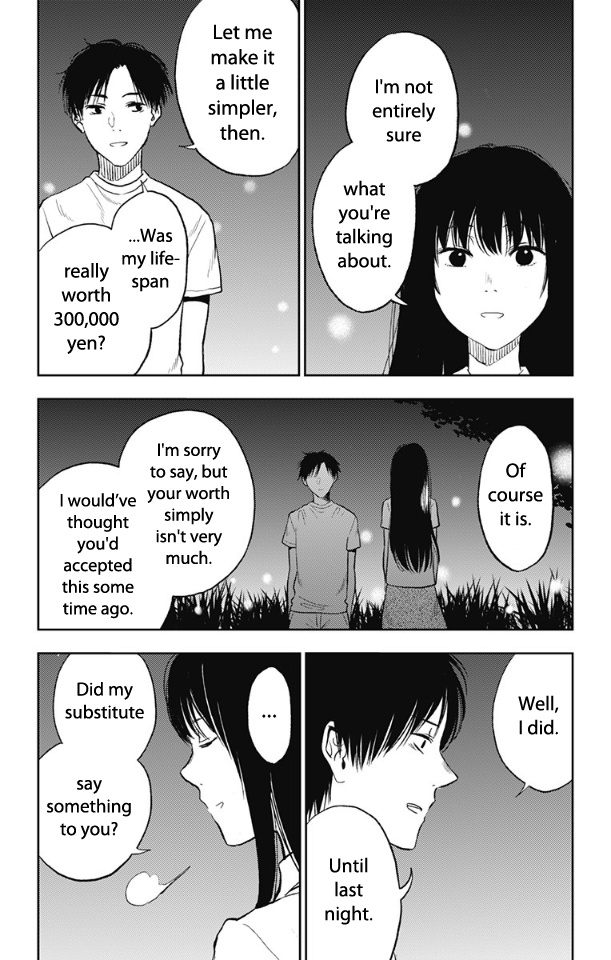 I'm not
entirely
sure
what
you're
talking
about.
Let me
make it
a little
simpler,
then.
...Was
my life-
span
really
worth
300,000
yen?
Of
course
it is.
I'm sorry
to say, but
your worth
simply
isn't very
much.
I would’ve
thought
you'd
accepted
this some
time ago.
Well,
I did.
Until
last
night.
...
Did my
substitute
say
something
to you?